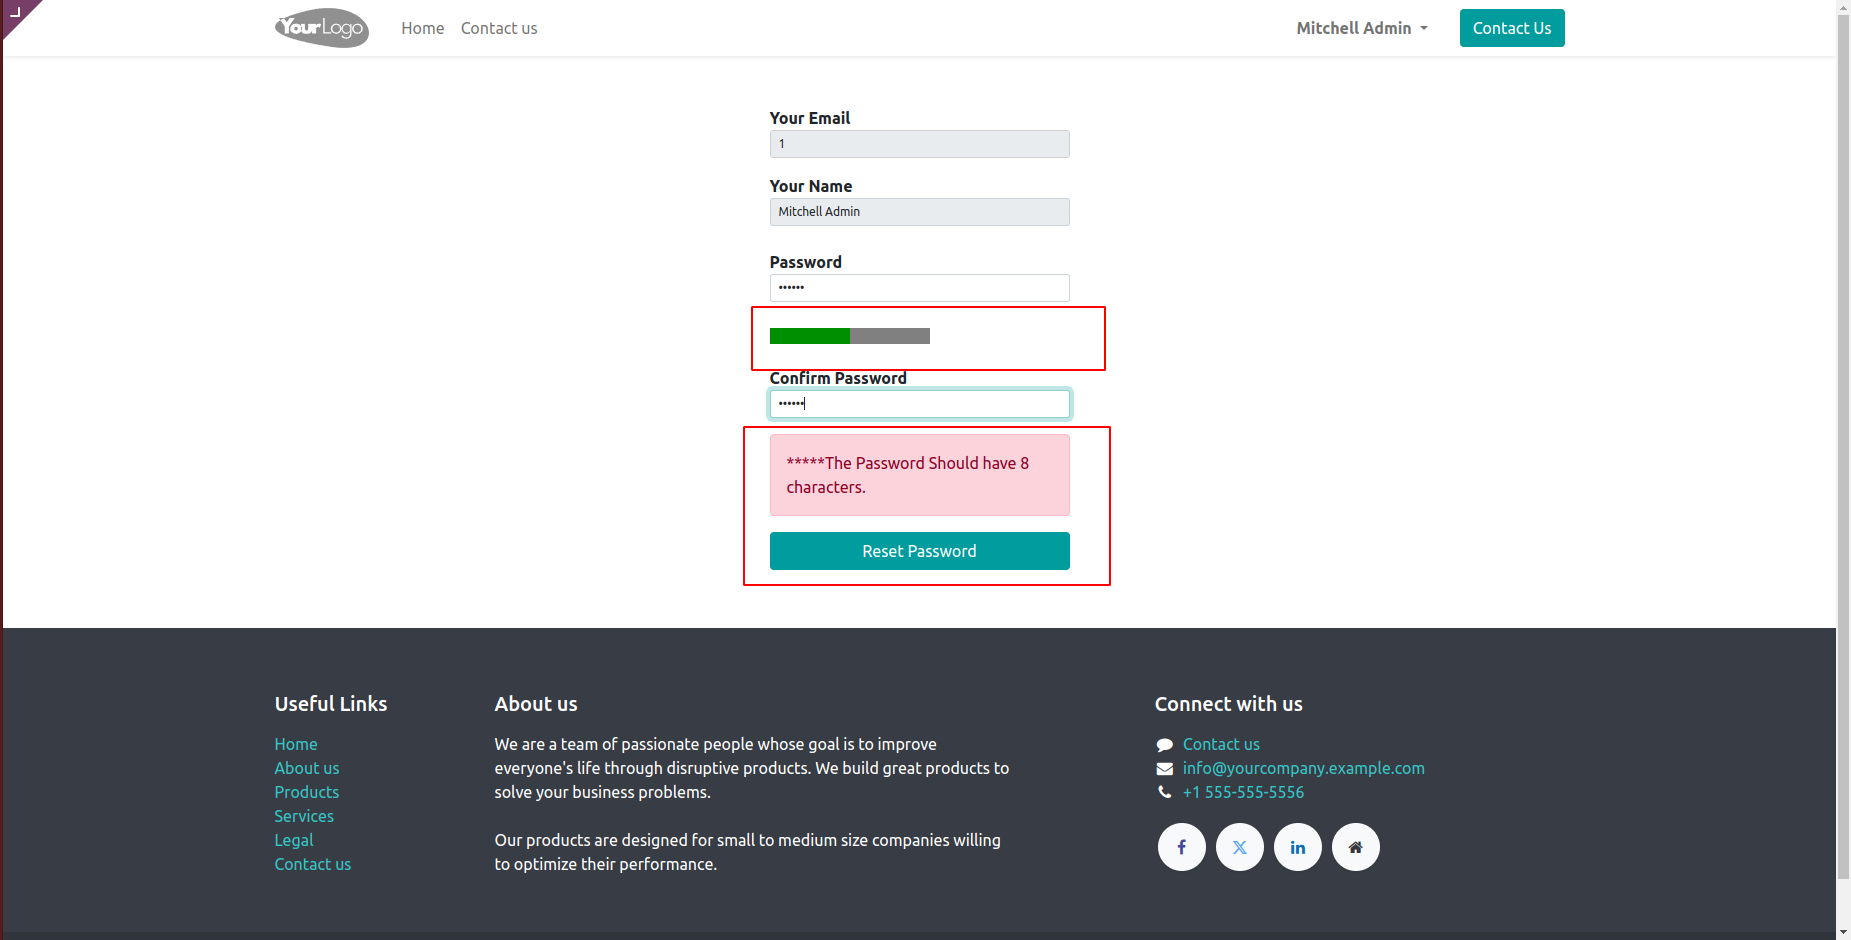 YourLogo
Home
Contact us
Mitchell Admin
Contact Us
Your Email
1
Your Name
Mitchell Admin
Password
••••••
Confirm Password
••••••
*****The Password Should have 8
characters.
Reset Password
Useful Links
Home
About us
Products
Services
Legal
Contact us
About us
We are a team of passionate people whose goal is to improve
everyone's life through disruptive products. We build great products to
solve your business problems.
Our products are designed for small to medium size companies willing
to optimize their performance.
Connect with us
Contact us
info@yourcompany.example.com
+1 555-555-5556